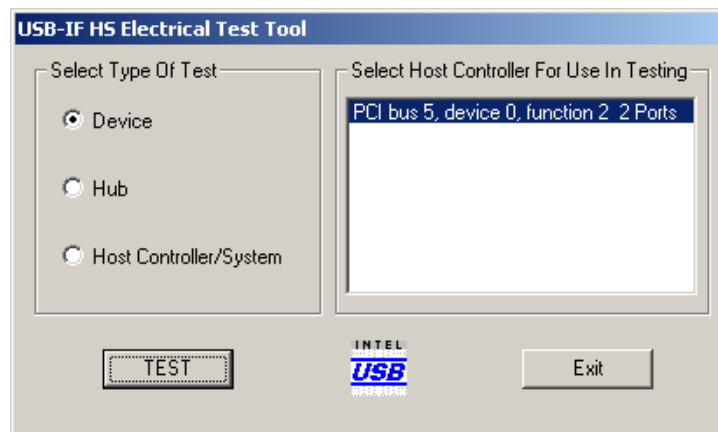 USB-IF HS Electrical Test Tool
Select Type Of Test
Device
Hub
Host Controller/System
Select Host Controller For Use In Testing
PCI bus 5, device 0, function 2  2 Ports
TEST
INTEL
USB
Exit